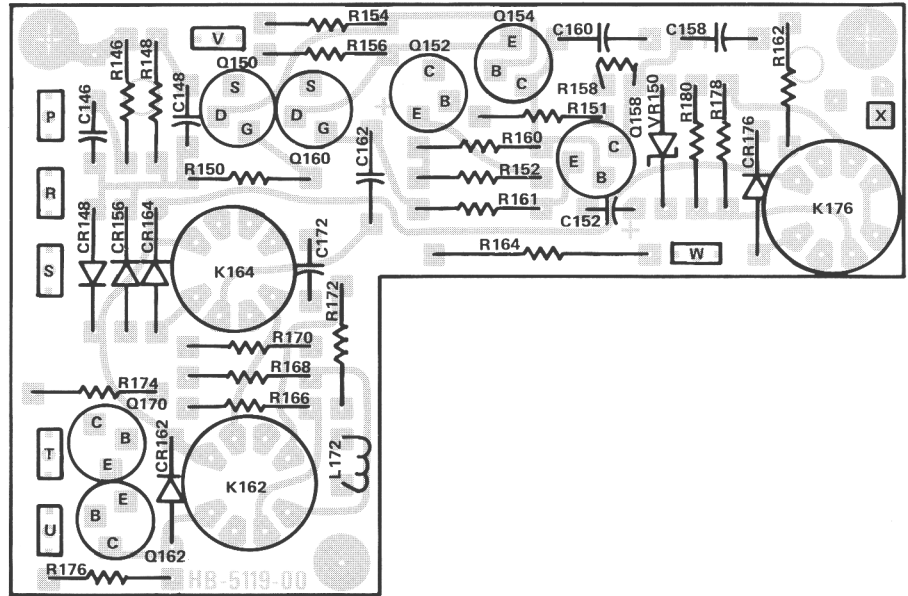 R154
Q154
C160
C158
V
R146
R148
R156
Q152
E
R162
Q150
C
B
C
C146
C148
S
S
B
E
R158
R151
Q158
VR150
R180
R178
X
P
D
G
D
G
Q160
C162
R160
C
E
B
CR176
R150
R152
R
R161
C152
K176
CR148
CR156
CR164
C172
S
K164
R164
W
R172
R170
R168
R174
R166
Q170
C
B
E
T
CR162
L172
K162
E
B
C
U
Q162
R176
HB-5119-00